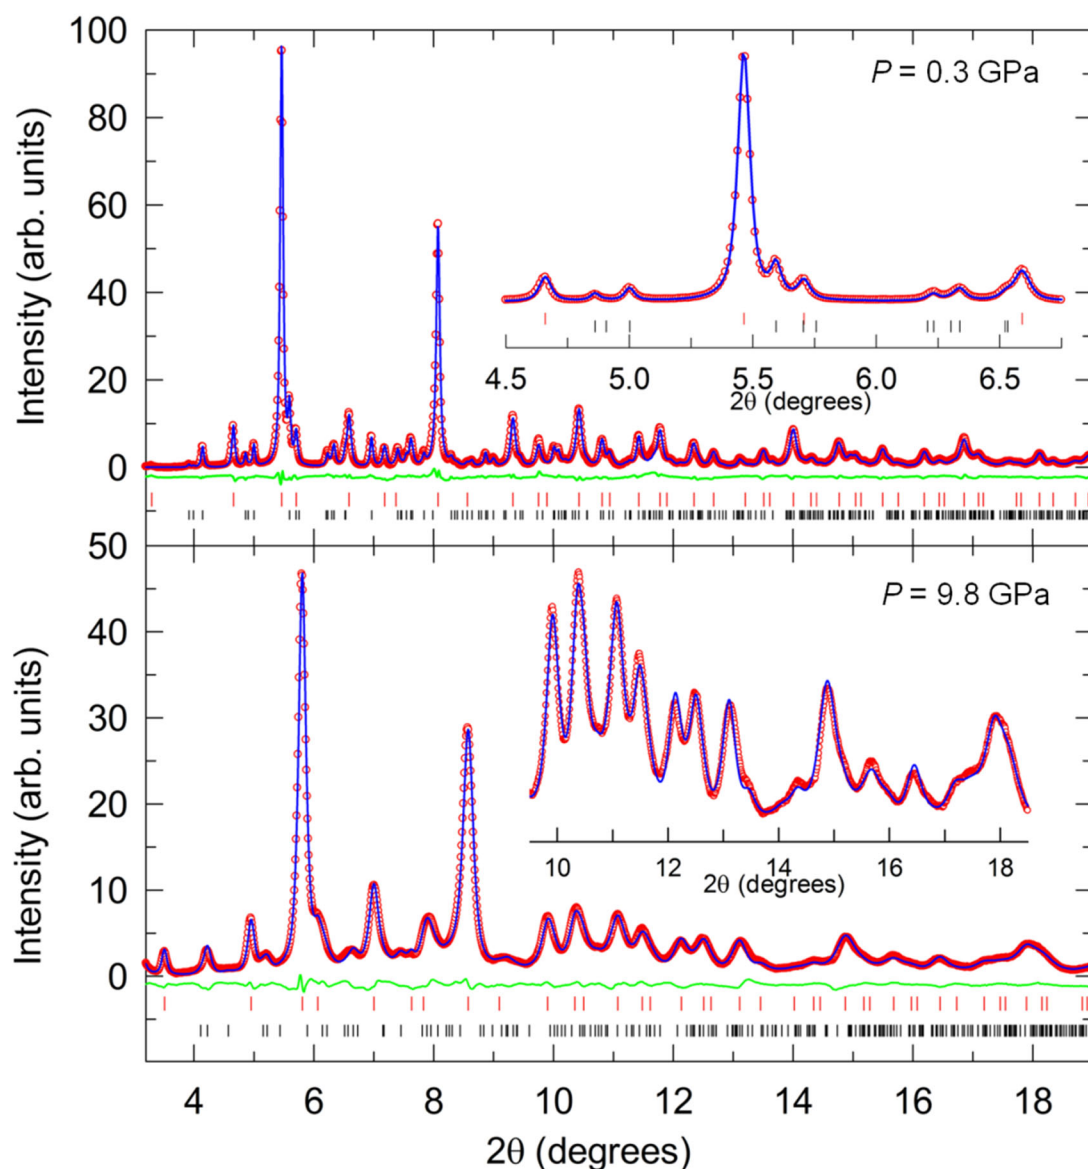 100
80
60
40
20
0
Intensity (arb. units)
P = 0.3 GPa
4.5 5.0 5.5 6.0 6.5
2θ (degrees)
50
40
30
20
10
0
Intensity (arb. units)
P = 9.8 GPa
10 12 14 16 18
2θ (degrees)
4 6 8 10 12 14 16 18
2θ (degrees)